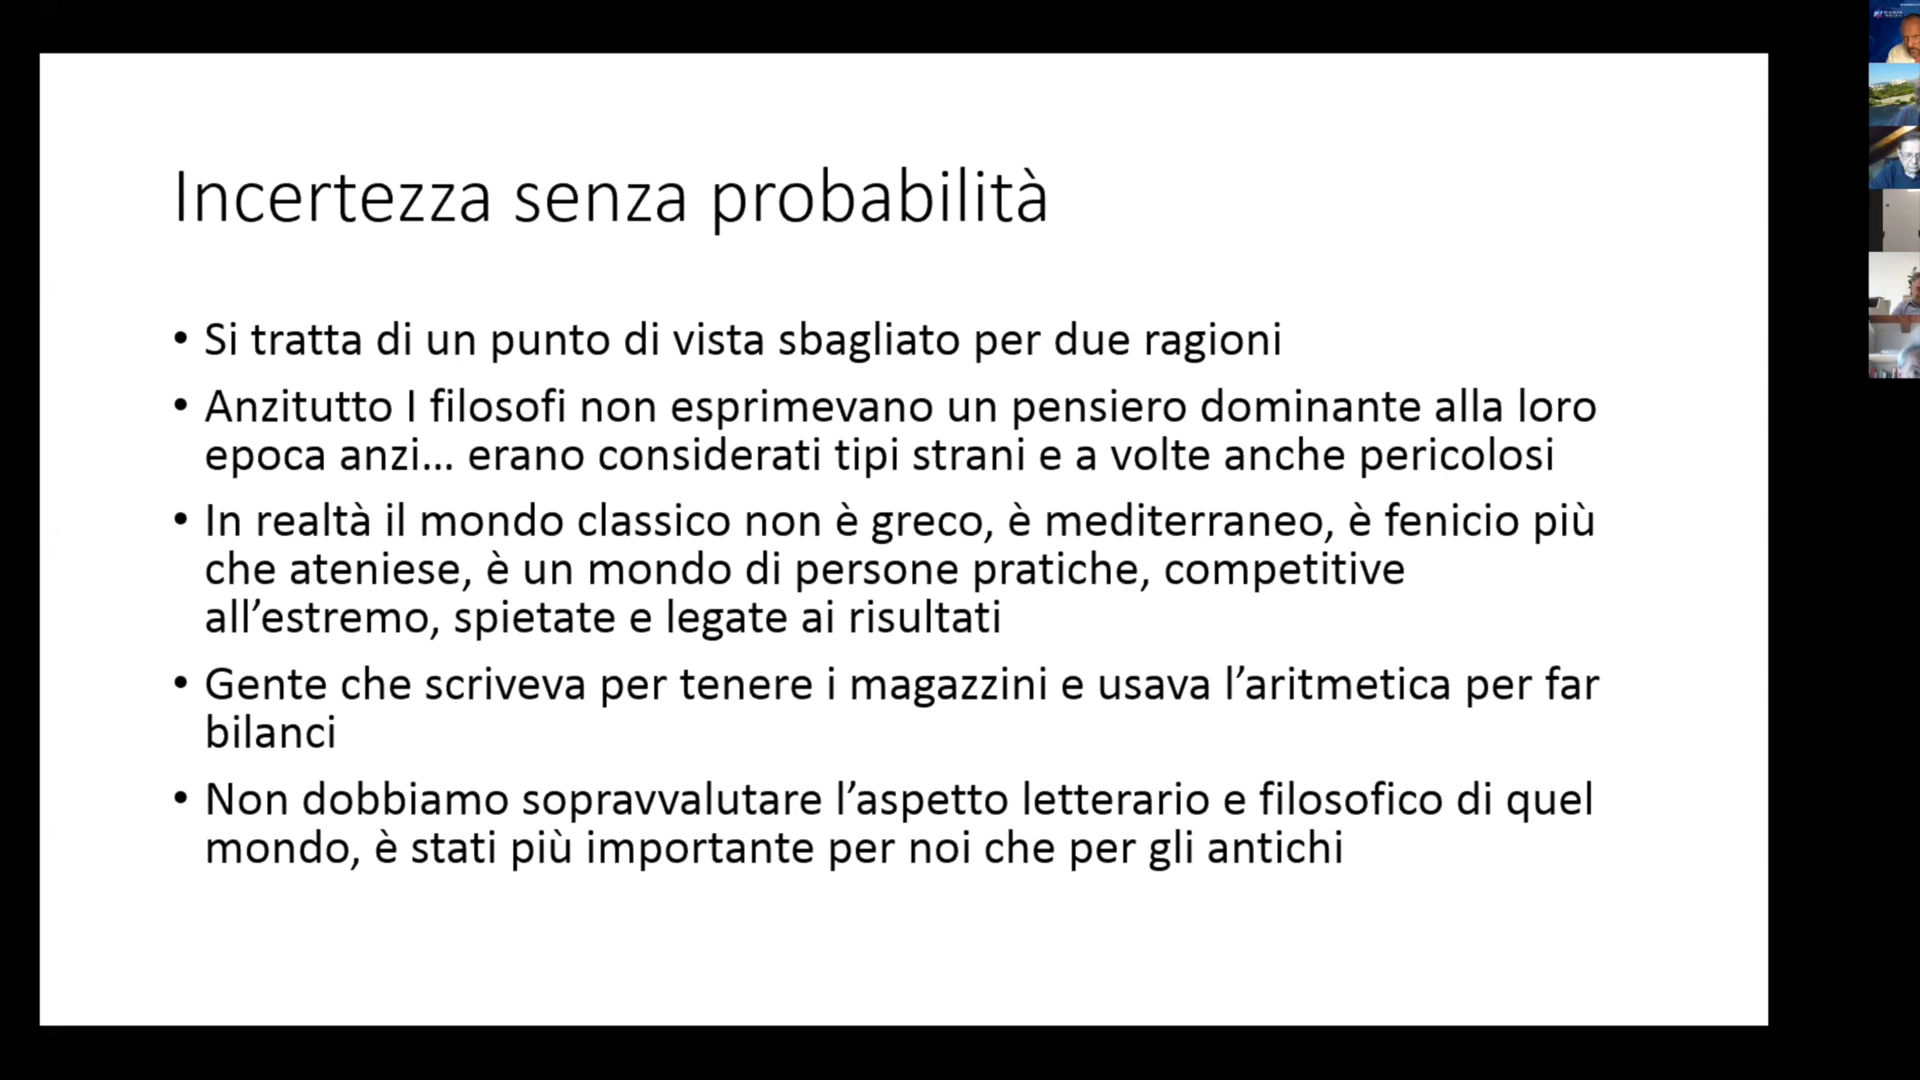 Incertezza senza probabilità
• Si tratta di un punto di vista sbagliato per due ragioni
• Anzitutto I filosofi non esprimevano un pensiero dominante alla loro
epoca anzi... erano considerati tipi strani e a volte anche pericolosi
• In realtà il mondo classico non è greco, è mediterraneo, è fenicio più
che ateniese, è un mondo di persone pratiche, competitive
all’estremo, spietate e legate ai risultati
• Gente che scriveva per tenere i magazzini e usava l’aritmetica per far
bilanci
• Non dobbiamo sopravvalutare l’aspetto letterario e filosofico di quel
mondo, è stati più importante per noi che per gli antichi